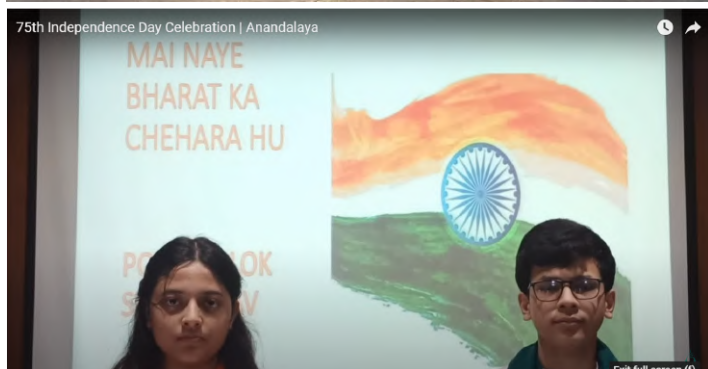 75th Independence Day Celebration | Anandalaya
MAI NAYE
BHARAT KA
CHEHARA HU
Exit full screen (f)